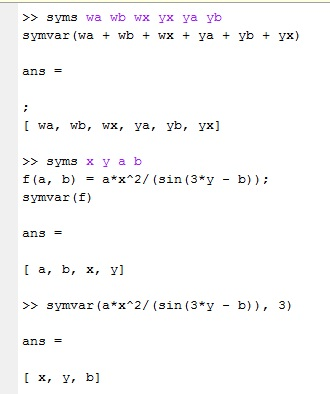 >> syms wa wb wx yx ya yb
symvar(wa + wb + wx + ya + yb + yx)
ans =
;
[ wa, wb, wx, ya, yb, yx]
>> syms x y a b
f(a, b) = a*x^2/(sin(3*y - b));
symvar(f)
ans =
[ a, b, x, y]
>> symvar(a*x^2/(sin(3*y - b)), 3)
ans =
[ x, y, b]